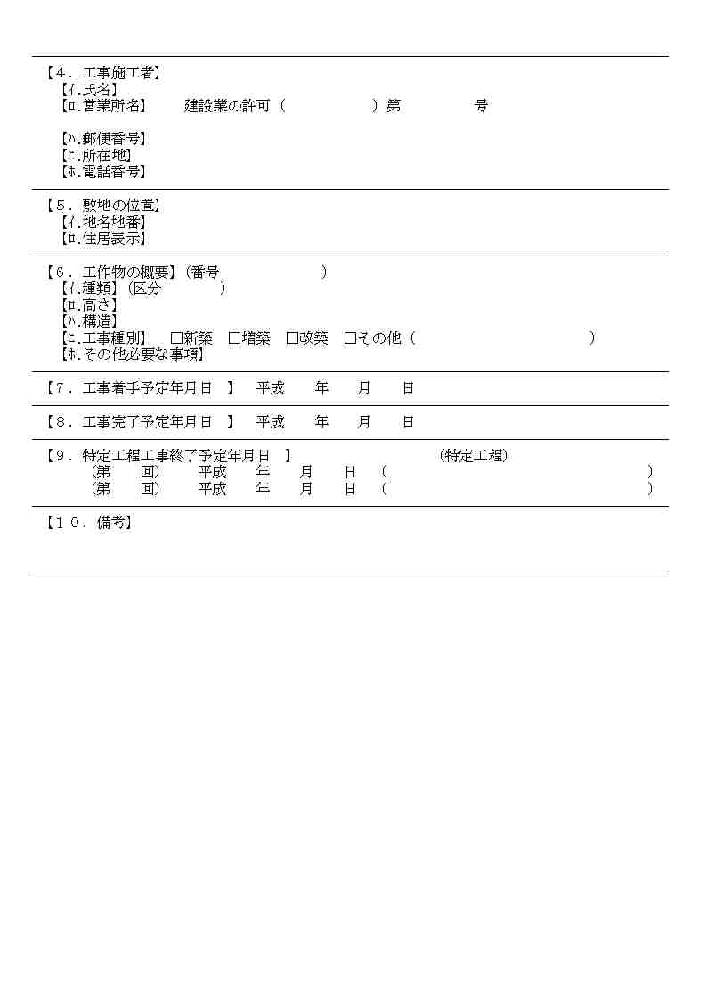 【４．工事施工者】
【ｲ.氏名】
【ﾛ.営業所名】　　建設業の許可（　　　　　　）第　　　　　号
【ﾊ.郵便番号】
【ﾆ.所在地】
【ﾎ.電話番号】
【５．敷地の位置】
【ｲ.地名地番】
【ﾛ.住居表示】
【６．工作物の概要】（番号　　　　　　　）
【ｲ.種類】（区分　　　　）
【ﾛ.高さ】
【ﾊ.構造】
【ﾆ.工事種別】　□新築　□増築　□改築　□その他（　　　　　　　　　　　　）
【ﾎ.その他必要な事項】
【７．工事着手予定年月日　】　平成　　年　　月　　日
【８．工事完了予定年月日　】　平成　　年　　月　　日
【９．特定工程工事終了予定年月日　】　　　　　　　　　　（特定工程）
（第　　回）　　平成　　年　　月　　日　（　　　　　　　　　　　　　　　　　　）
（第　　回）　　平成　　年　　月　　日　（　　　　　　　　　　　　　　　　　　）
【１０．備考】